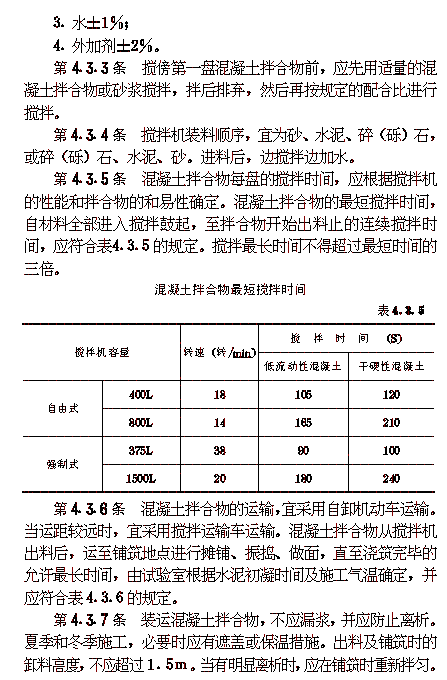 3. 水±1%;
4. 外加剂±2%。
第4.3.3条 搅傍第一盘混凝土拌合物前，应先用适量的混
凝土拌合物或砂浆搅拌，拌后排弃，然后再按规定的配合比进行
搅拌。
第4.3.4条 搅拌机装料顺序，宜为砂、水泥、碎（砾）石，
或碎（砾）石、水泥、砂。进料后，边搅拌边加水。
第4.3.5条 混凝土拌合物每盘的搅拌时间，应根据搅拌机
的性能和拌合物的和易性确定。混凝土拌合物的最短搅拌时间，
自材料全部进入搅拌鼓起，至拌合物开始出料止的连续搅拌时
间，应符合表4.3.5的规定。搅拌最长时间不得超过最短时间的
三倍。
混凝土拌合物最短搅拌时间
表4.3.5
搅拌机容量 转速（转/min） 搅拌时间（S）
低流动性混凝土 干硬性混凝土
自由式 400L 18 105 120
800L 14 165 210
强制式 375L 38 90 100
1500L 20 180 240
第4.3.6条 混凝土拌合物的运输，宜采用自卸机动车运输。
当运距较远时，宜采用搅拌运输车运输。混凝土拌合物从搅拌机
出料后，运至铺筑地点进行摊铺、振捣、做面，直至浇筑完毕的
允许最长时间，由试验室根据水泥初凝时间及施工气温确定，并
应符合表4.3.6的规定。
第4.3.7条 装运混凝土拌合物，不应漏浆，并应防止离析。
夏季和冬季施工，必要时应有遮盖或保温措施。出料及铺筑时的
卸料高度，不应超过1.5m。当有明显离析时，应在铺筑时重新拌匀。